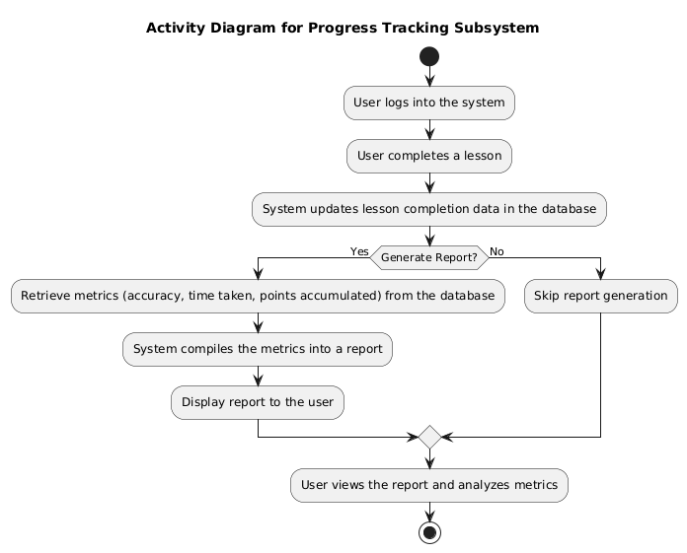 Activity Diagram for Progress Tracking Subsystem
User logs into the system
User completes a lesson
System updates lesson completion data in the database
Yes
Generate Report?
No
Retrieve metrics (accuracy, time taken, points accumulated) from the database
Skip report generation
System compiles the metrics into a report
Display report to the user
User views the report and analyzes metrics